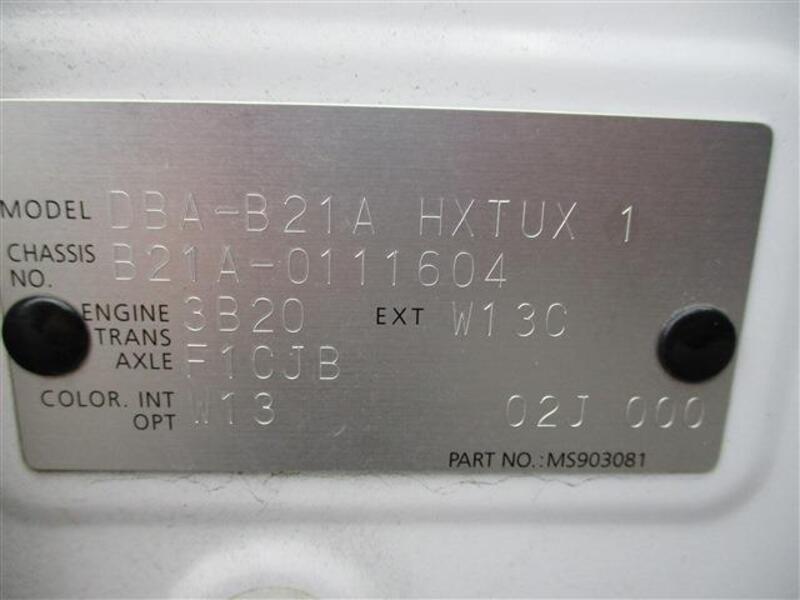 MODEL DBA-B21A HXTUX 1
CHASSIS NO. B21A-0111604
ENGINE 3B20 EXT W13C
TRANS AXLE F1CJB
COLOR. INT OPT W13 02J 000
PART NO.:MS903081